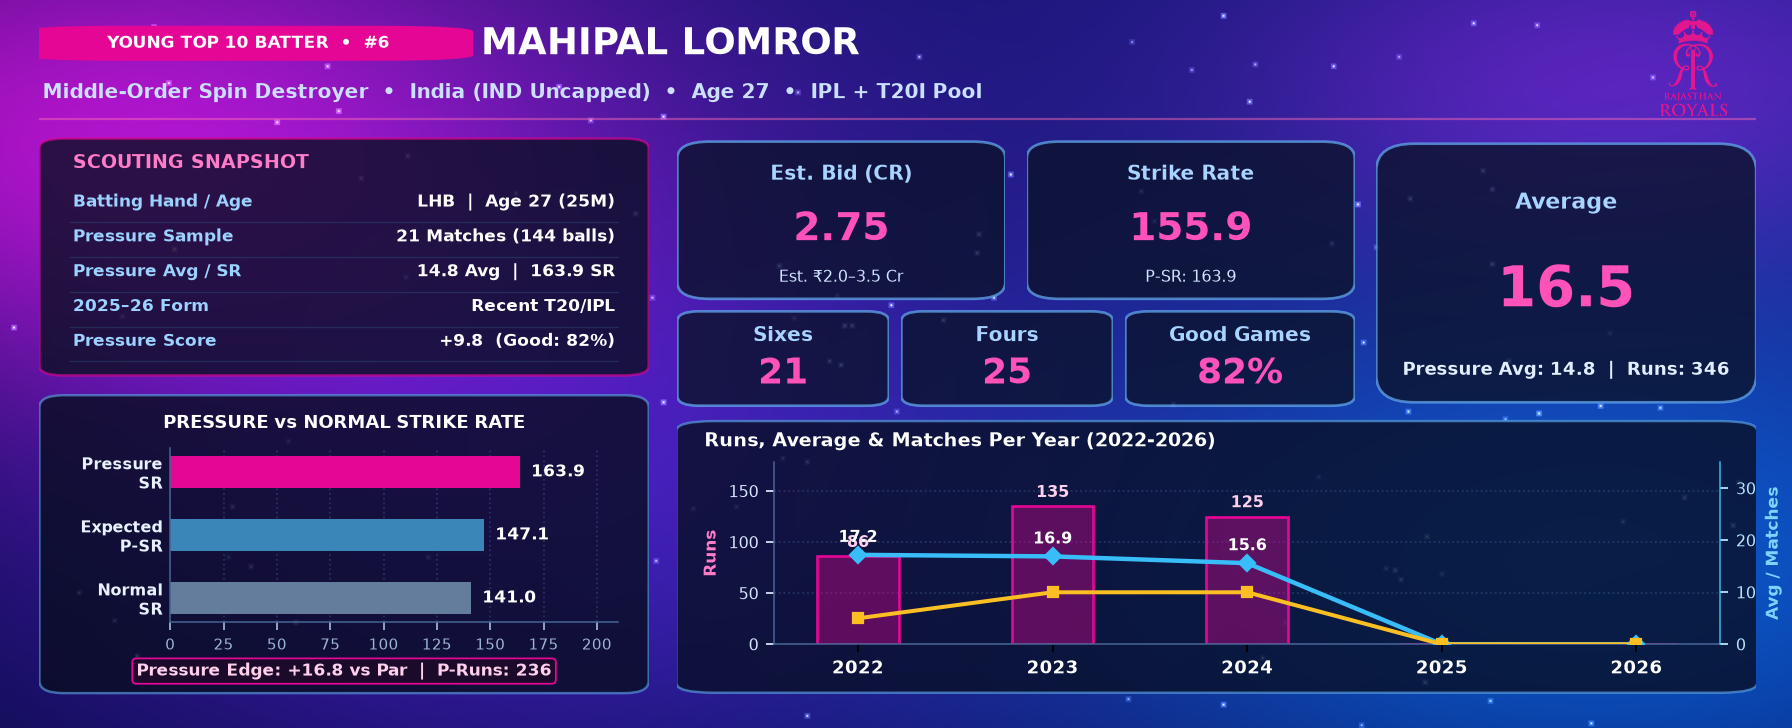 YOUNG TOP 10 BATTER • #6
MAHIPAL LOMROR
Middle-Order Spin Destroyer • India (IND Uncapped) • Age 27 • IPL + T20I Pool
RAJASTHAN
ROYALS
SCOUTING SNAPSHOT
Batting Hand / Age LHB | Age 27 (25M)
Pressure Sample 21 Matches (144 balls)
Pressure Avg / SR 14.8 Avg | 163.9 SR
2025–26 Form Recent T20/IPL
Pressure Score +9.8 (Good: 82%)
Est. Bid (CR)
2.75
Est. ₹2.0–3.5 Cr
Strike Rate
155.9
P-SR: 163.9
Average
16.5
Pressure Avg: 14.8 | Runs: 346
Sixes
21
Fours
25
Good Games
82%
PRESSURE vs NORMAL STRIKE RATE
Pressure
SR
163.9
Expected
P-SR
147.1
Normal
SR
141.0
0 25 50 75 100 125 150 175 200
Pressure Edge: +16.8 vs Par | P-Runs: 236
Runs, Average & Matches Per Year (2022-2026)
Runs
150
100
50
0
86
135
125
17.2
16.9
15.6
30
20
10
0
Avg / Matches
2022 2023 2024 2025 2026